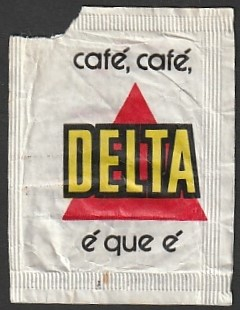 café, café,
DELTA
é que é